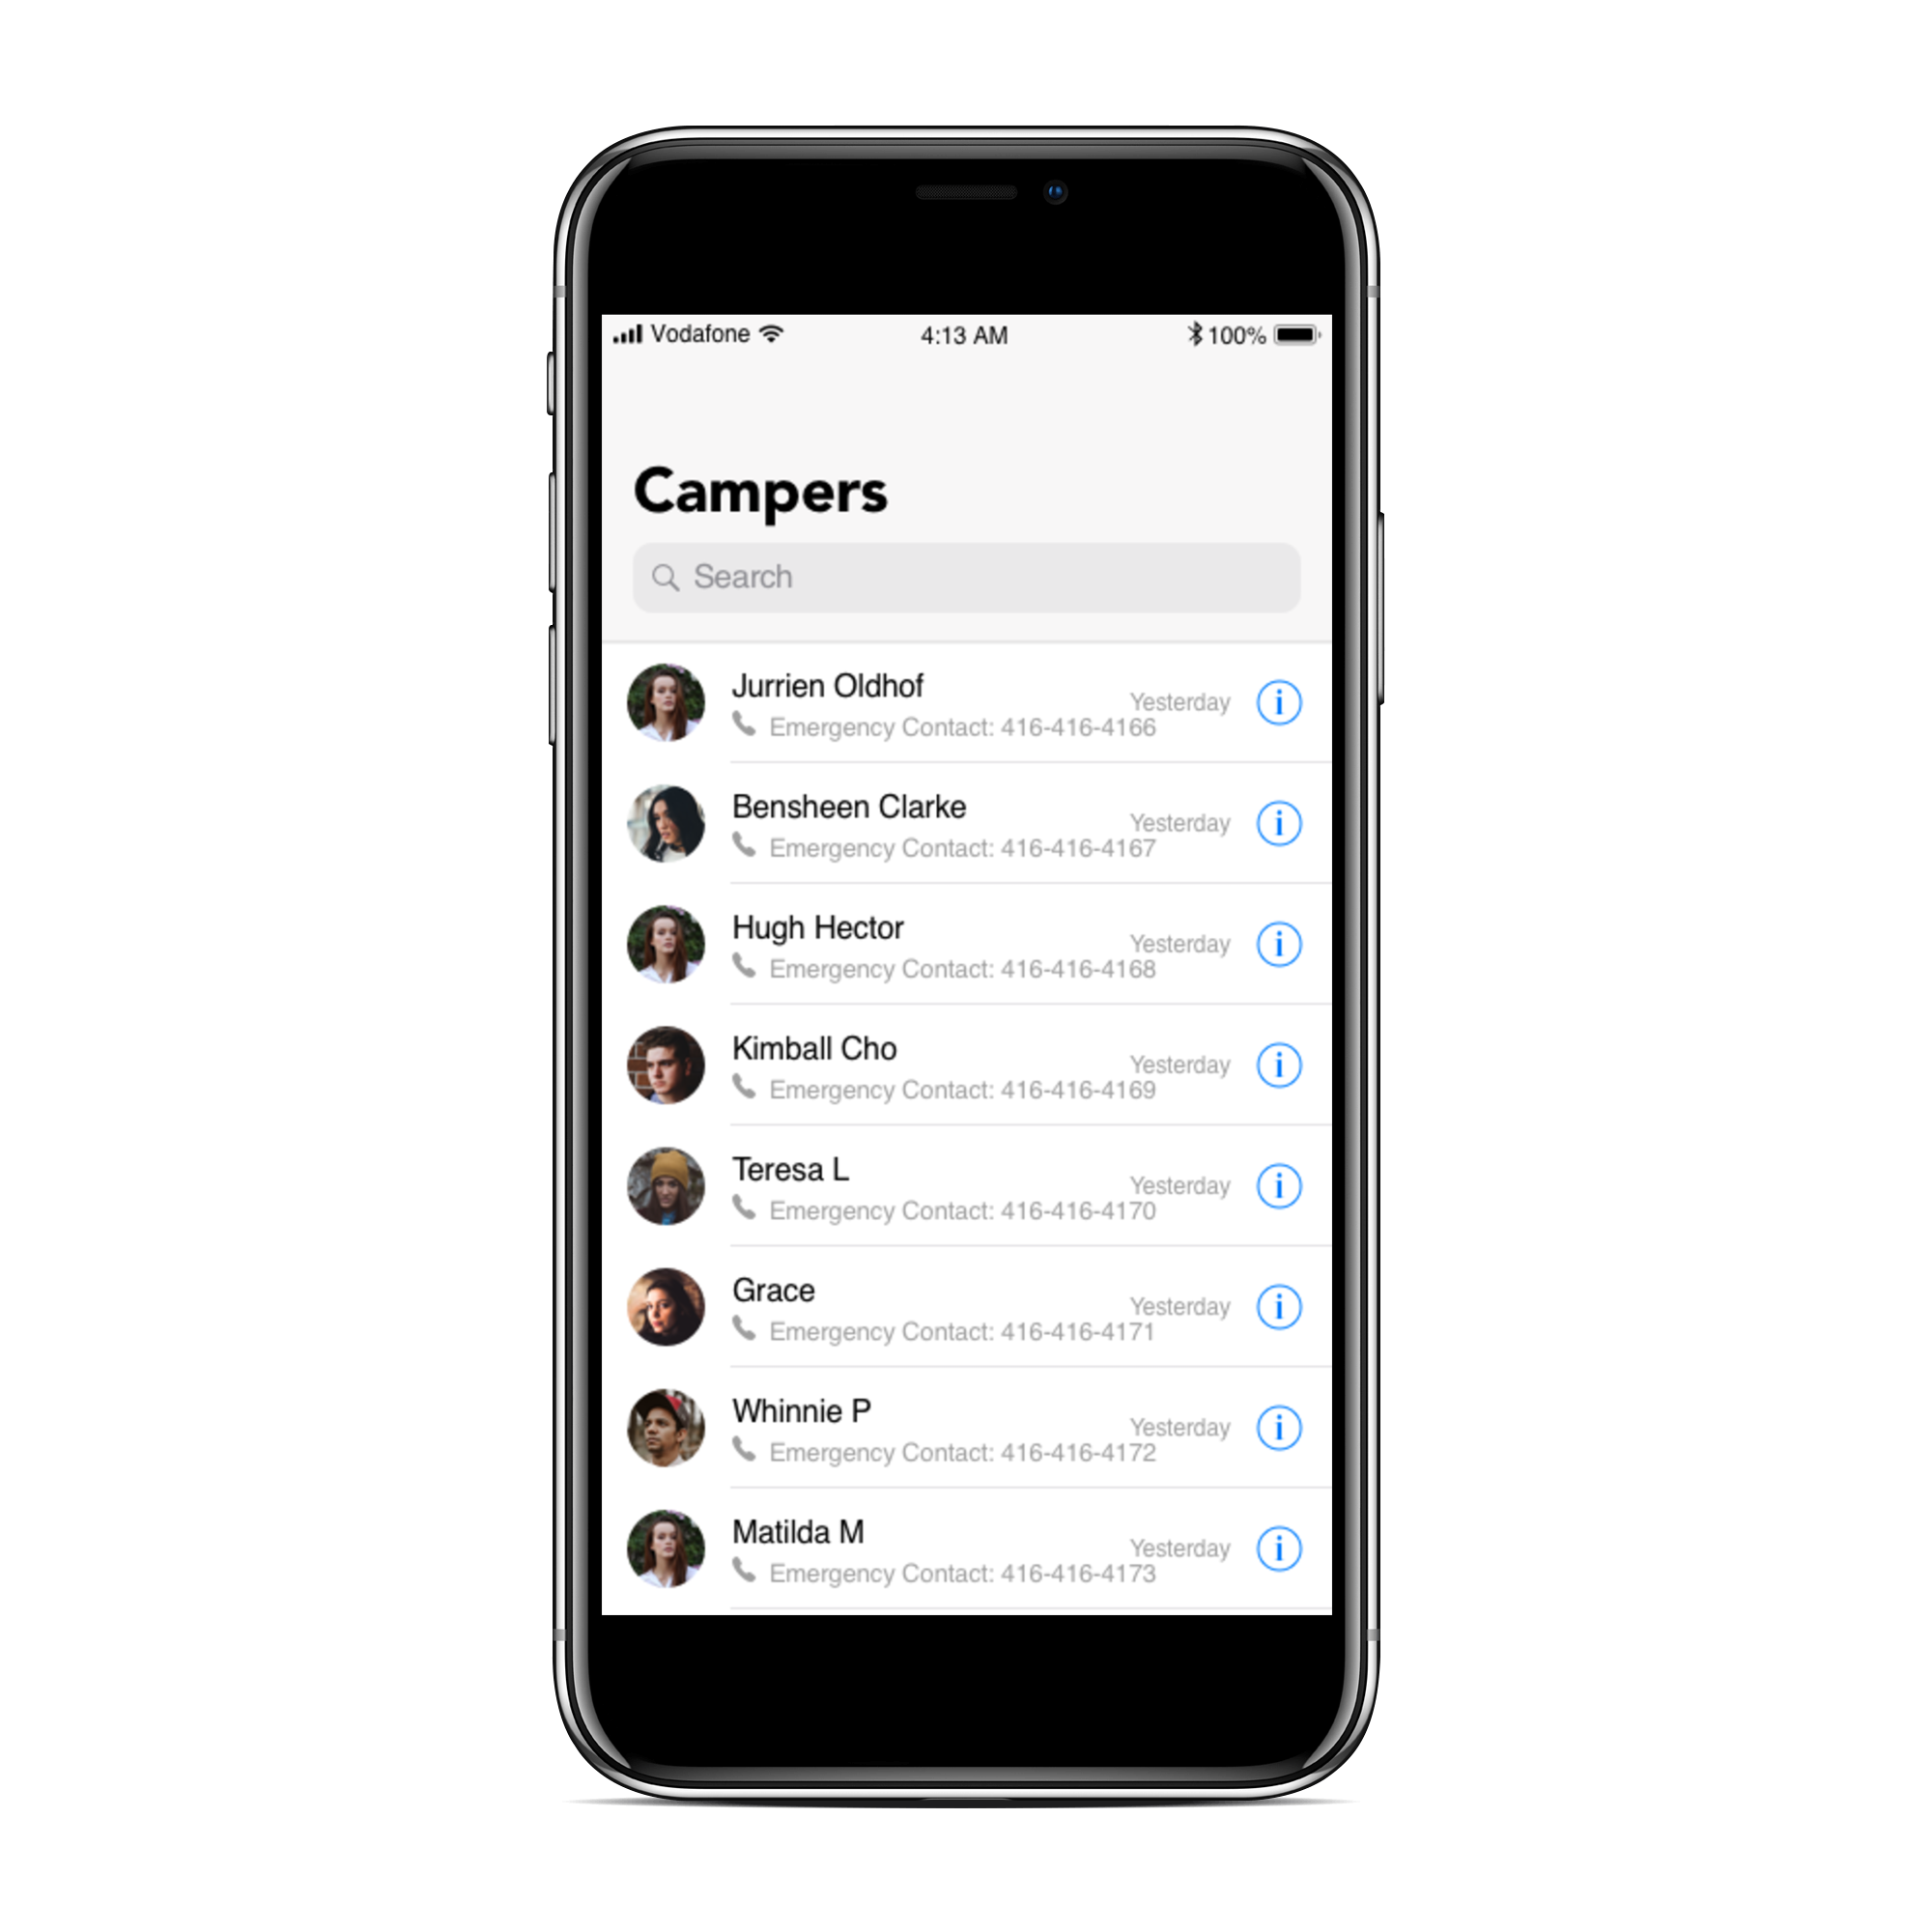 Vodafone 4:13 AM 100%
Campers
Search
Jurrien Oldhof
Yesterday
Emergency Contact: 416-416-4166
Bensheen Clarke
Yesterday
Emergency Contact: 416-416-4167
Hugh Hector
Yesterday
Emergency Contact: 416-416-4168
Kimball Cho
Yesterday
Emergency Contact: 416-416-4169
Teresa L
Yesterday
Emergency Contact: 416-416-4170
Grace
Yesterday
Emergency Contact: 416-416-4171
Whinnie P
Yesterday
Emergency Contact: 416-416-4172
Matilda M
Yesterday
Emergency Contact: 416-416-4173